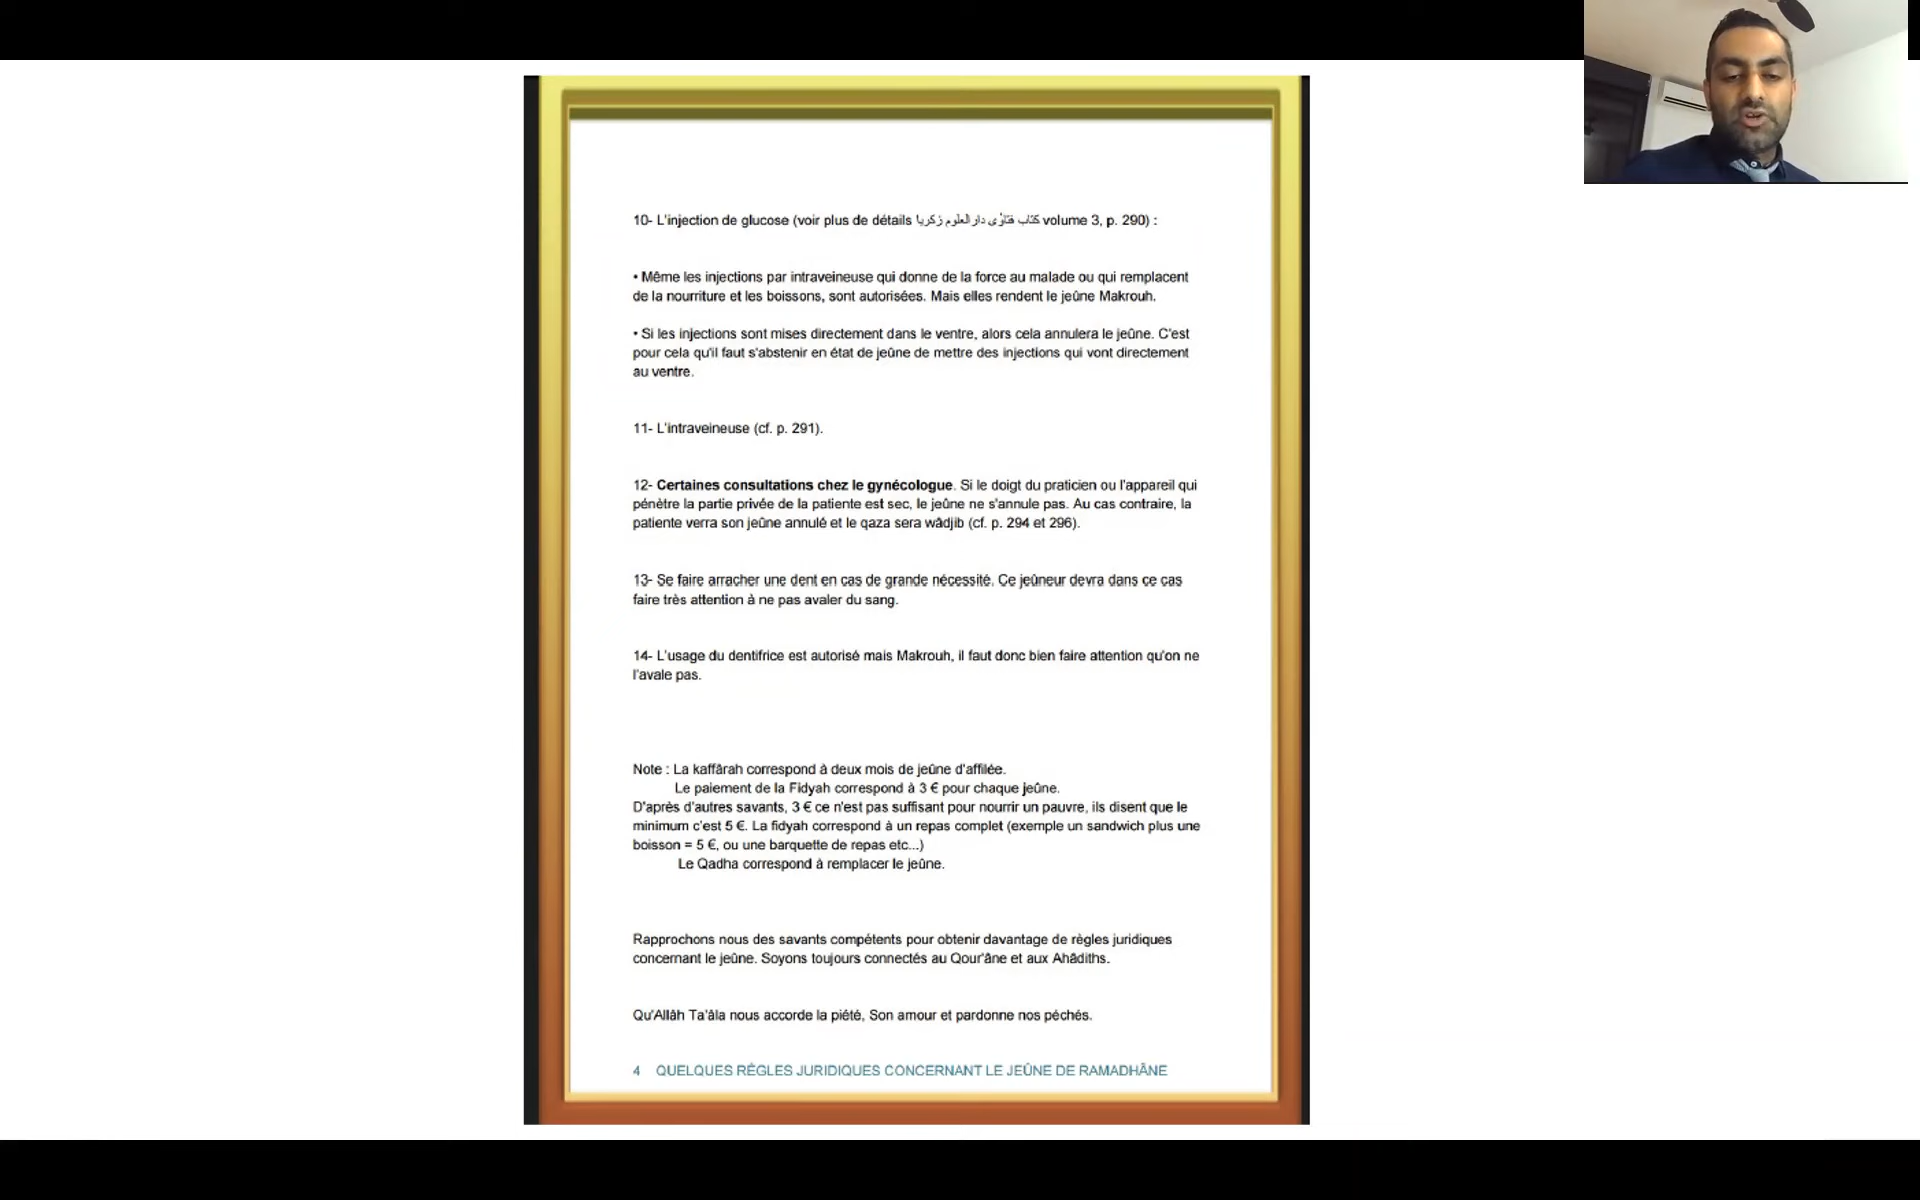 10- L'injection de glucose (voir plus de détails كتاب فتاوٰی دارالعلوم زكريا volume 3, p. 290) :
• Même les injections par intraveineuse qui donne de la force au malade ou qui remplacent
de la nourriture et les boissons, sont autorisées. Mais elles rendent le jeûne Makrouh.
• Si les injections sont mises directement dans le ventre, alors cela annulera le jeûne. C'est
pour cela qu'il faut s'abstenir en état de jeûne de mettre des injections qui vont directement
au ventre.
11- L'intraveineuse (cf. p. 291).
12- Certaines consultations chez le gynécologue. Si le doigt du praticien ou l'appareil qui
pénètre la partie privée de la patiente est sec, le jeûne ne s'annule pas. Au cas contraire, la
patiente verra son jeûne annulé et le qaza sera wâdjib (cf. p. 294 et 296).
13- Se faire arracher une dent en cas de grande nécessité. Ce jeûneur devra dans ce cas
faire très attention à ne pas avaler du sang.
14- L'usage du dentifrice est autorisé mais Makrouh, il faut donc bien faire attention qu'on ne
l'avale pas.
Note : La kaffârah correspond à deux mois de jeûne d'affilée.
Le paiement de la Fidyah correspond à 3 € pour chaque jeûne.
D'après d'autres savants, 3 € ce n'est pas suffisant pour nourrir un pauvre, ils disent que le
minimum c'est 5 €. La fidyah correspond à un repas complet (exemple un sandwich plus une
boisson = 5 €, ou une barquette de repas etc...)
Le Qadha correspond à remplacer le jeûne.
Rapprochons nous des savants compétents pour obtenir davantage de règles juridiques
concernant le jeûne. Soyons toujours connectés au Qour'âne et aux Ahâdiths.
Qu'Allâh Ta'âla nous accorde la piété, Son amour et pardonne nos péchés.
4 QUELQUES RÈGLES JURIDIQUES CONCERNANT LE JEÛNE DE RAMADHÂNE